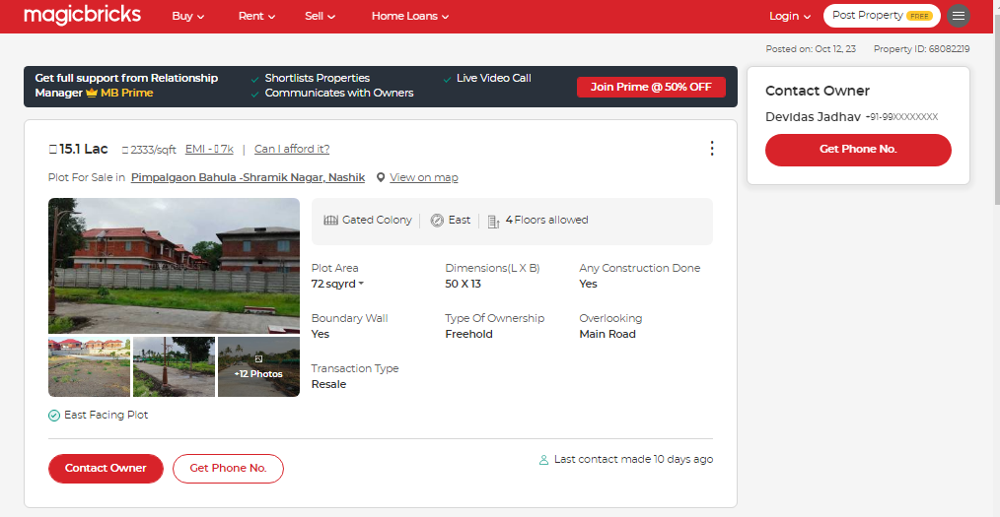 magicbricks
Buy Rent Sell Home Loans Login Post Property FREE
Posted on: Oct 12, 23 Property ID: 68082219
Get full support from Relationship
Manager MB Prime
Shortlists Properties
Communicates with Owners
Live Video Call
Join Prime @ 50% OFF
Contact Owner
Devidas Jadhav +91-99XXXXXXXX
Get Phone No.
15.1 Lac 2333/sqft EMI - 7k | Can I afford it?
Plot For Sale in Pimpalgaon Bahula -Shramik Nagar, Nashik View on map
Gated Colony East 4 Floors allowed
Plot Area
72 sqyrd
Dimensions(L X B)
50 X 13
Any Construction Done
Yes
Boundary Wall
Yes
Type Of Ownership
Freehold
Overlooking
Main Road
Transaction Type
Resale
+12 Photos
East Facing Plot
Contact Owner Get Phone No.
Last contact made 10 days ago